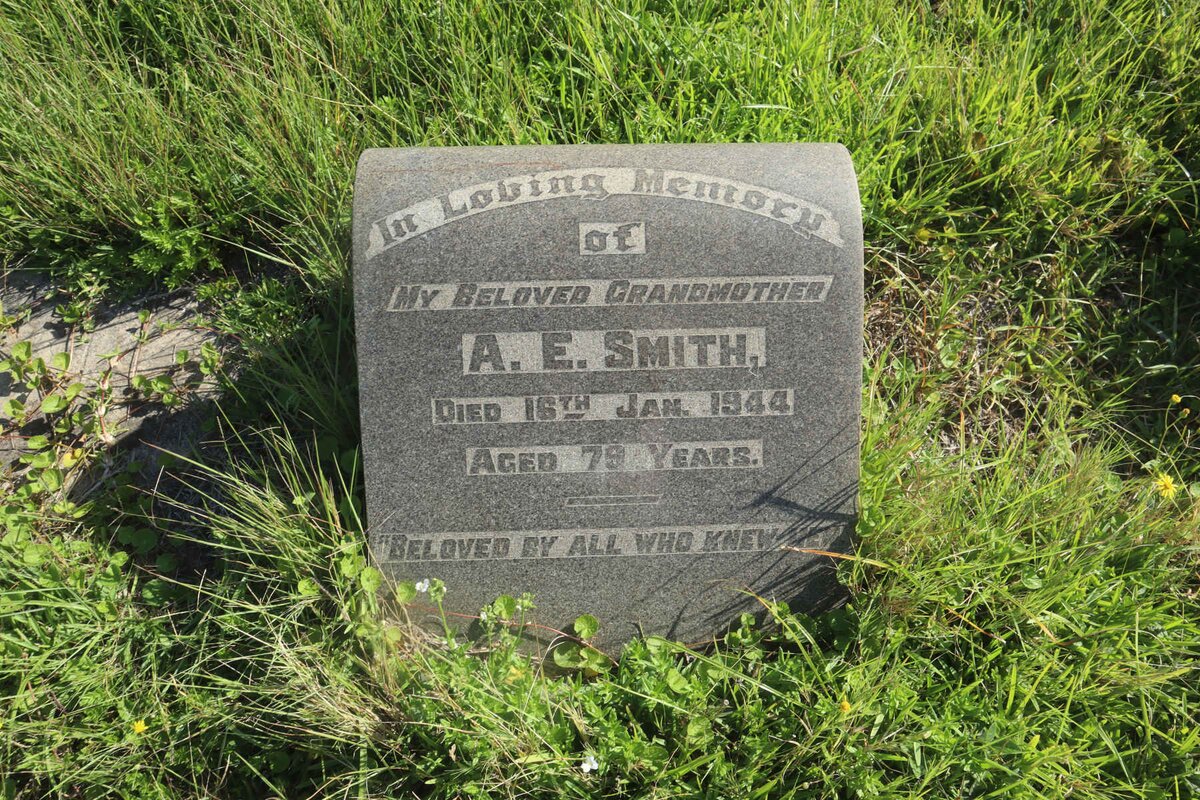 In Loving Memory
of
MY BELOVED GRANDMOTHER
A. E. SMITH,
DIED 16TH JAN. 1944
AGED 79 YEARS.
"BELOVED BY ALL WHO KNEW